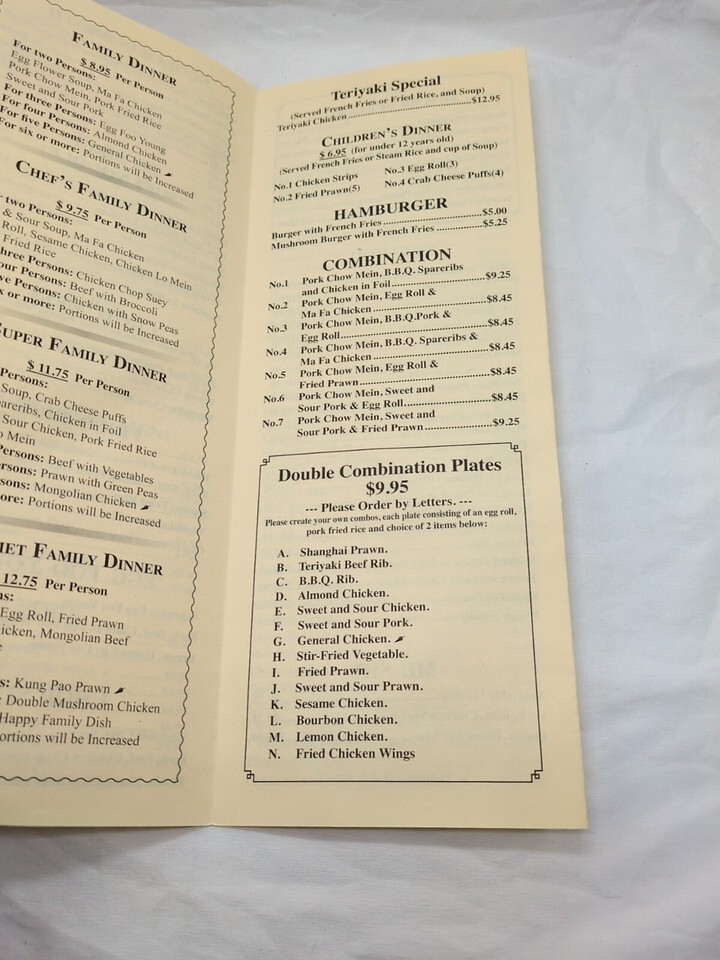 FAMILY DINNER
$ 8.95 Per Person
For two Persons:
Egg Flower Soup, Ma Fa Chicken
Pork Chow Mein, Pork Fried Rice
Sweet and Sour Pork
For three Persons: Egg Foo Young
For four Persons: Almond Chicken
For five Persons: General Chicken
For six or more: Portions will be Increased
CHEF'S FAMILY DINNER
$ 9.75 Per Person
two Persons:
& Sour Soup, Ma Fa Chicken
Roll, Sesame Chicken, Chicken Lo Mein
Fried Rice
Persons: Chicken Chop Suey
Persons: Beef with Broccoli
Persons: Chicken with Snow Peas
or more: Portions will be Increased
FAMILY DINNER
$ 11.75 Per Person
Persons:
Soup, Crab Cheese Puffs
Chicken in Foil
Sour Chicken, Pork Fried Rice
Mein
Beef with Vegetables
Prawn with Green Peas
Mongolian Chicken
Portions will be Increased
FAMILY DINNER
12.75 Per Person
Egg Roll, Fried Prawn
Mongolian Beef
Kung Pao Prawn
Double Mushroom Chicken
Happy Family Dish
will be Increased
Teriyaki Special
(Served French Fries or Fried Rice, and Soup)
Teriyaki Chicken ..................................$12.95
CHILDREN'S DINNER
$ 6.95 (for under 12 years old)
(Served French Fries or Steam Rice and cup of Soup)
No.1 Chicken Strips No.3 Egg Roll(3)
No.2 Fried Prawn(5) No.4 Crab Cheese Puffs(4)
HAMBURGER
Burger with French Fries ..............................$5.00
Mushroom Burger with French Fries ..............$5.25
COMBINATION
No.1 Pork Chow Mein, B.B.Q. Spareribs
and Chicken in Foil..............................$9.25
No.2 Pork Chow Mein, Egg Roll &
Ma Fa Chicken ..............................$8.45
No.3 Pork Chow Mein, B.B.Q.Pork &
Egg Roll..............................$8.45
No.4 Pork Chow Mein, B.B.Q. Spareribs &
Ma Fa Chicken ..............................$8.45
No.5 Pork Chow Mein, Egg Roll &
Fried Prawn..............................$8.45
No.6 Pork Chow Mein, Sweet and
Sour Pork & Egg Roll..............................$8.45
No.7 Pork Chow Mein, Sweet and
Sour Pork & Fried Prawn ....................$9.25
Double Combination Plates
$9.95
--- Please Order by Letters. ---
Please create your own combos, each plate consisting of an egg roll,
pork fried rice and choice of 2 items below:
A. Shanghai Prawn.
B. Teriyaki Beef Rib.
C. B.B.Q. Rib.
D. Almond Chicken.
E. Sweet and Sour Chicken.
F. Sweet and Sour Pork.
G. General Chicken.
H. Stir-Fried Vegetable.
I. Fried Prawn.
J. Sweet and Sour Prawn.
K. Sesame Chicken.
L. Bourbon Chicken.
M. Lemon Chicken.
N. Fried Chicken Wings